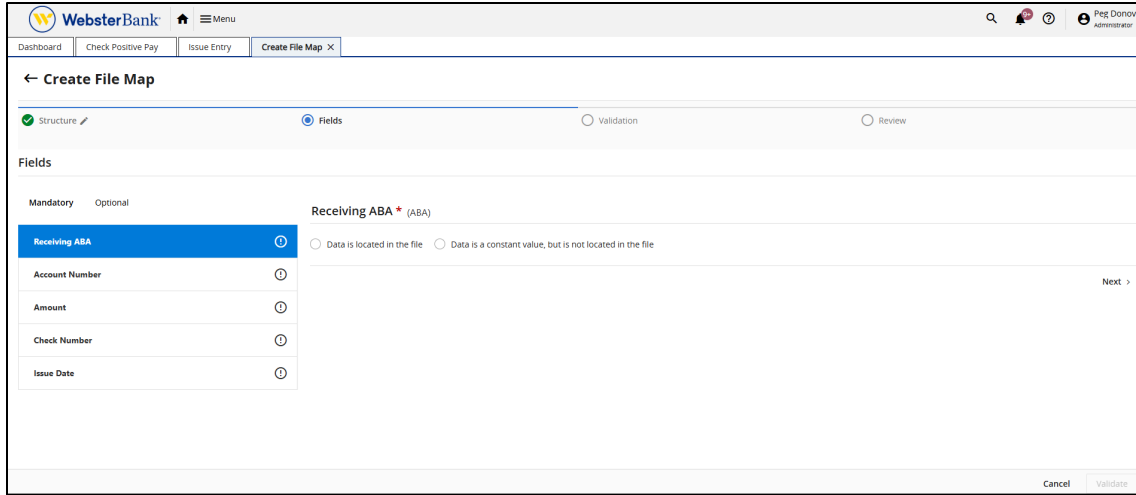 WebsterBank Menu 9+ Peg Donov
Administrator
Dashboard Check Positive Pay Issue Entry Create File Map
Create File Map
Structure Fields Validation Review
Fields
Mandatory Optional
Receiving ABA * (ABA)
Receiving ABA
Data is located in the file Data is a constant value, but is not located in the file
Account Number
Next >
Amount
Check Number
Issue Date
Cancel Validate